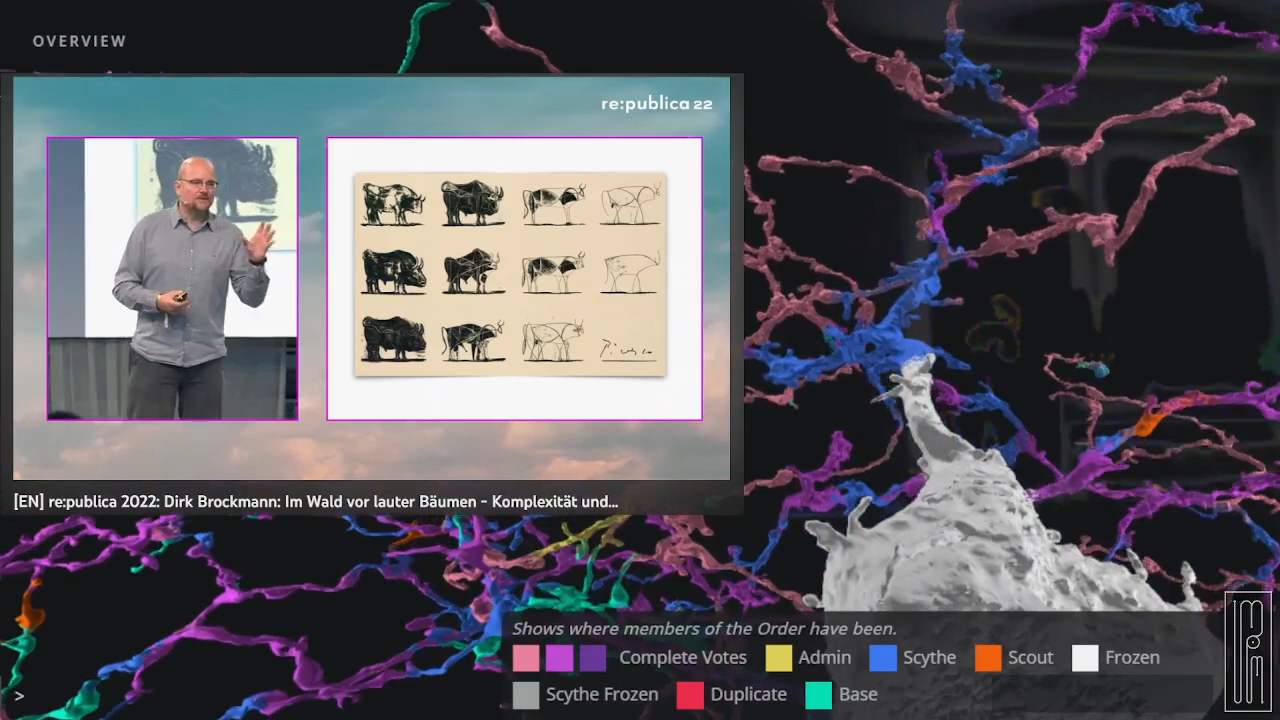 OVERVIEW
re:publica 22
[EN] re:publica 2022: Dirk Brockmann: Im Wald vor lauter Bäumen - Komplexität und...
Shows where members of the Order have been.
Complete Votes Admin Scythe Scout Frozen
Scythe Frozen Duplicate Base
>